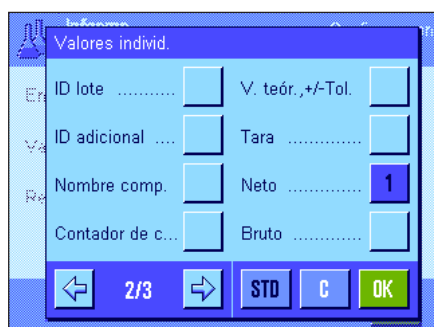 Informe
Valores individ.
ID lote ...........
V. teór.,+/-Tol.
ID adicional ....
Tara ..............
Nombre comp.
Neto ............. 1
Contador de c...
Bruto .............
2/3
STD
C
OK